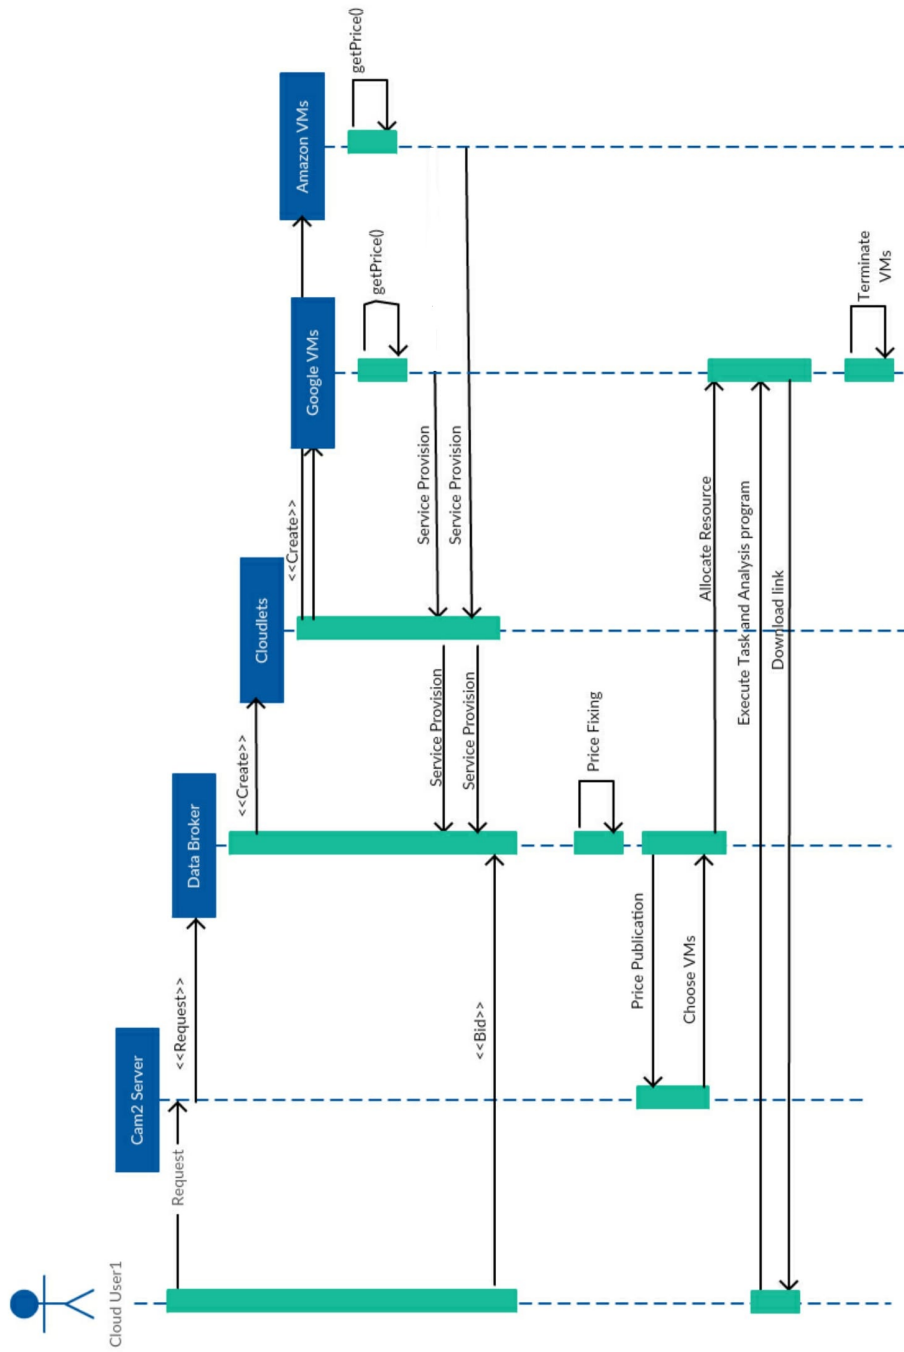 Cloud User1
Cam2 Server
Data Broker
Cloudlets
Google VMs
Amazon VMs
Request
<<Request>>
<<Create>>
<<Create>>
getPrice()
getPrice()
Service Provision
Service Provision
Service Provision
Service Provision
<<Bid>>
Price Fixing
Price Publication
Choose VMs
Allocate Resource
Execute Task and Analysis program
Download link
Terminate
VMs